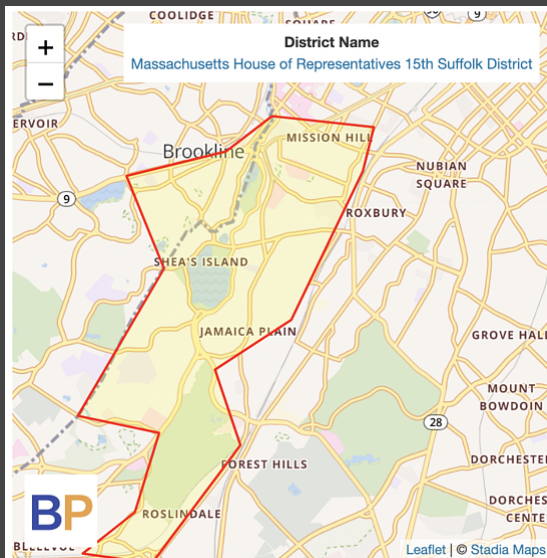 COOLIDGE
SQUARE
9
+
−
District Name
Massachusetts House of Representatives 15th Suffolk District
ERVOIR
MISSION HILL
Brookline
NUBIAN
SQUARE
9
ROXBURY
SHEA'S ISLAND
JAMAICA PLAIN
GROVE HALL
MOUNT
BOWDOIN
28
FOREST HILLS
DORCHESTER
DORCHES
CENTE
BP
ROSLINDALE
BELLEVUE
Leaflet | © Stadia Maps